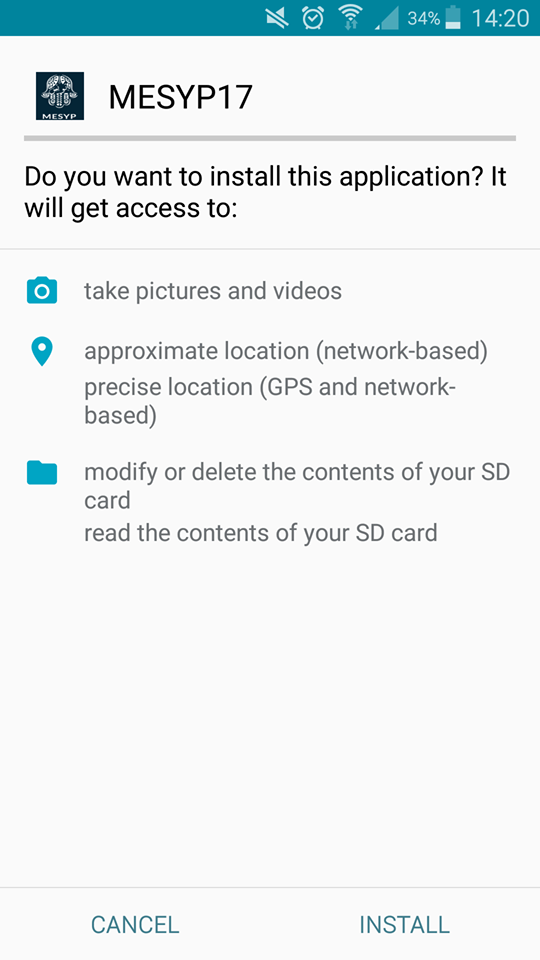 34% 14:20
MESYP
MESYP17
Do you want to install this application? It
will get access to:
take pictures and videos
approximate location (network-based)
precise location (GPS and network-
based)
modify or delete the contents of your SD
card
read the contents of your SD card
CANCEL INSTALL